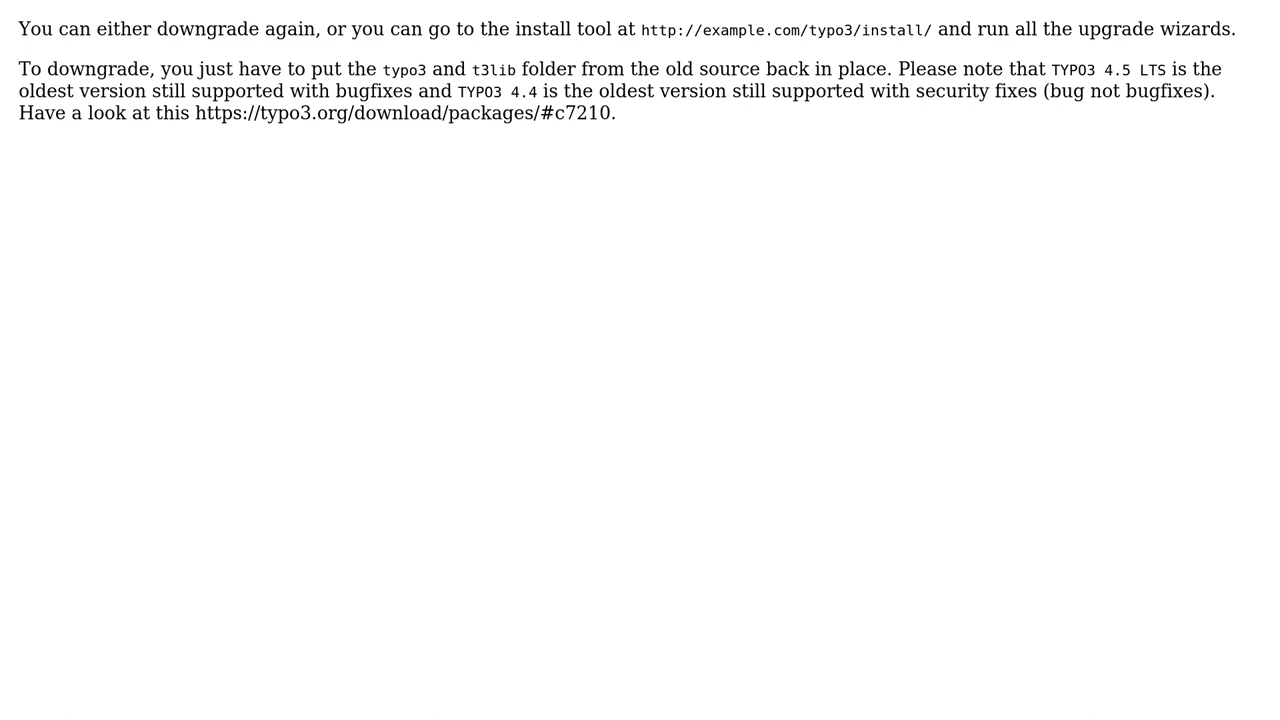 You can either downgrade again, or you can go to the install tool at http://example.com/typo3/install/ and run all the upgrade wizards.
To downgrade, you just have to put the typo3 and t3lib folder from the old source back in place. Please note that TYPO3 4.5 LTS is the
oldest version still supported with bugfixes and TYPO3 4.4 is the oldest version still supported with security fixes (bug not bugfixes).
Have a look at this https://typo3.org/download/packages/#c7210.